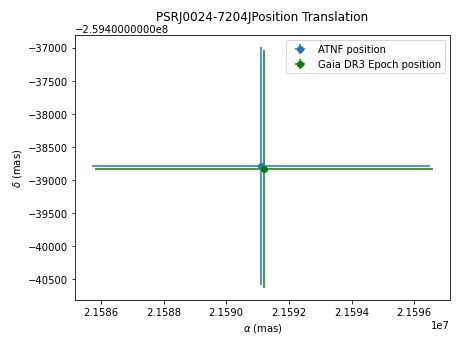 PSRJ0024-7204JPosition Translation
−2.5940000000e8
ATNF position
Gaia DR3 Epoch position
−37000
−37500
−38000
−38500
−39000
−39500
−40000
−40500
δ (mas)
2.1586
2.1588
2.1590
2.1592
2.1594
2.1596
1e7
α (mas)